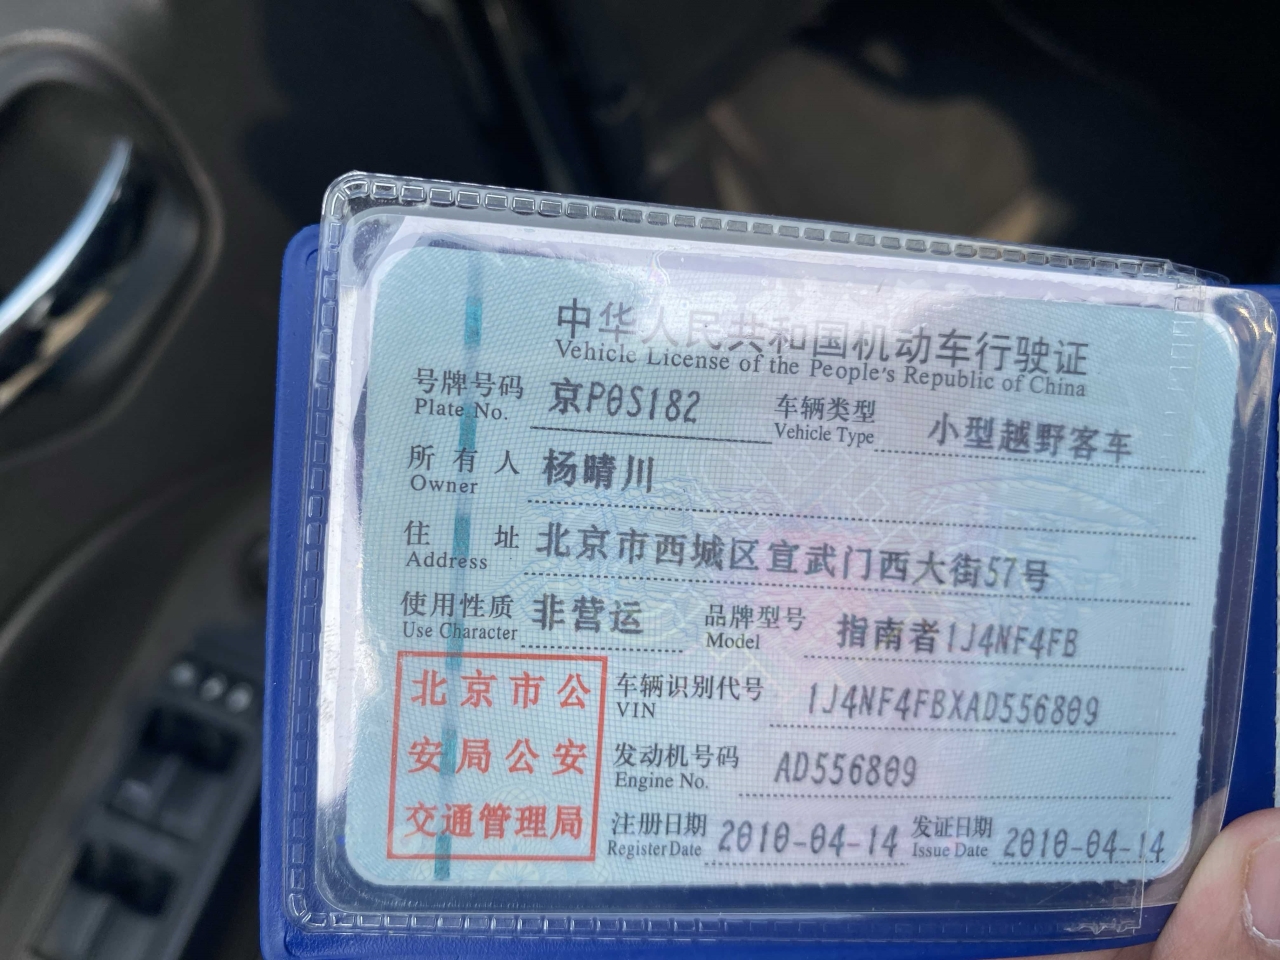 中华人民共和国机动车行驶证
Vehicle License of the People's Republic of China
号牌号码 京P0S182 车辆类型 小型越野客车
Plate No. Vehicle Type
所有人 杨晴川
Owner
住址 北京市西城区宣武门西大街57号
Address
使用性质 非营运 品牌型号 指南者1J4NF4FB
Use Character Model
北京市公
安局公安
交通管理局
车辆识别代号 1J4NF4FBXAD556809
VIN
发动机号码 AD556809
Engine No.
注册日期 2010-04-14 发证日期 2010-04-14
Register Date Issue Date